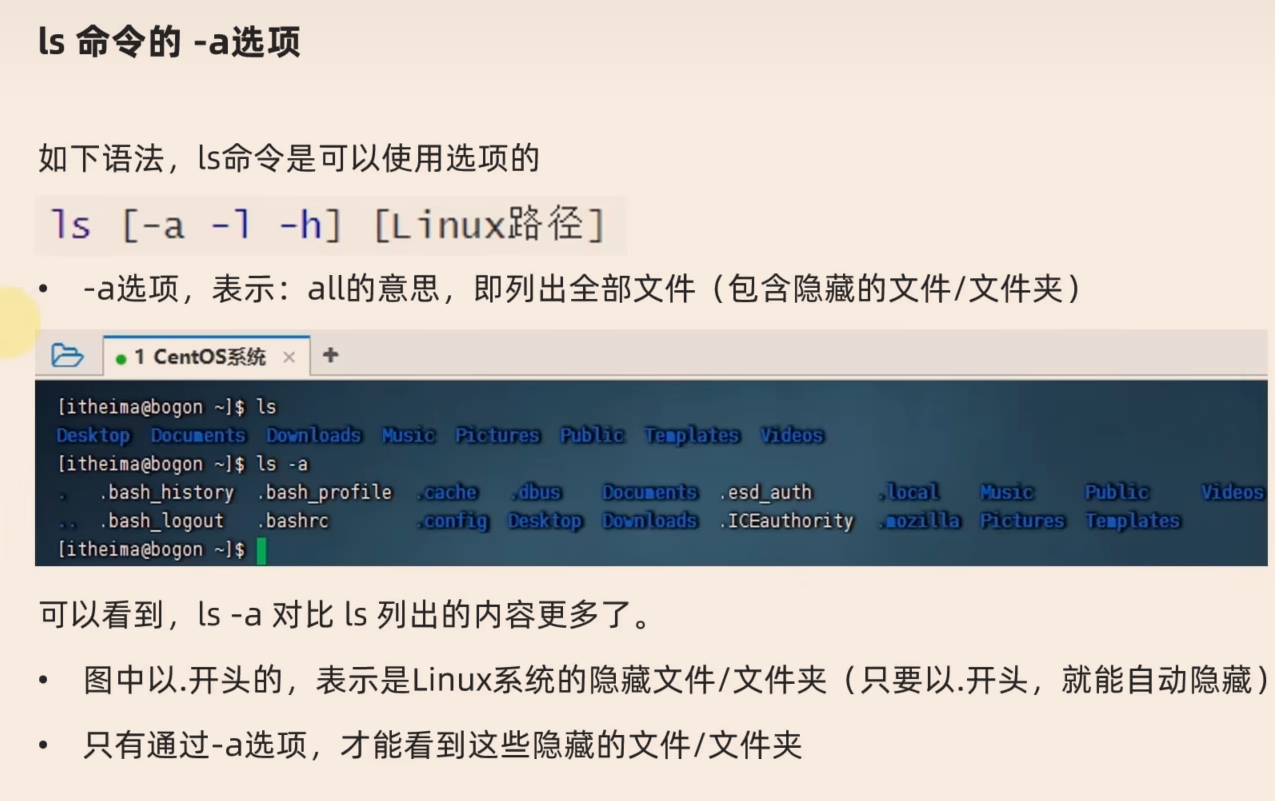 ls 命令的 -a选项
如下语法，ls命令是可以使用选项的
ls [-a -l -h] [Linux路径]
• -a选项，表示：all的意思，即列出全部文件（包含隐藏的文件/文件夹）
1 CentOS系统 × +
[itheima@bogon ~]$ ls
Desktop Documents Downloads Music Pictures Public Templates Videos
[itheima@bogon ~]$ ls -a
. .bash_history .bash_profile .cache .dbus Documents .esd_auth .local Music Public Videos
.. .bash_logout .bashrc .config Desktop Downloads .ICEauthority .mozilla Pictures Templates
[itheima@bogon ~]$
可以看到，ls -a 对比 ls 列出的内容更多了。
• 图中以.开头的，表示是Linux系统的隐藏文件/文件夹（只要以.开头，就能自动隐藏）
• 只有通过-a选项，才能看到这些隐藏的文件/文件夹